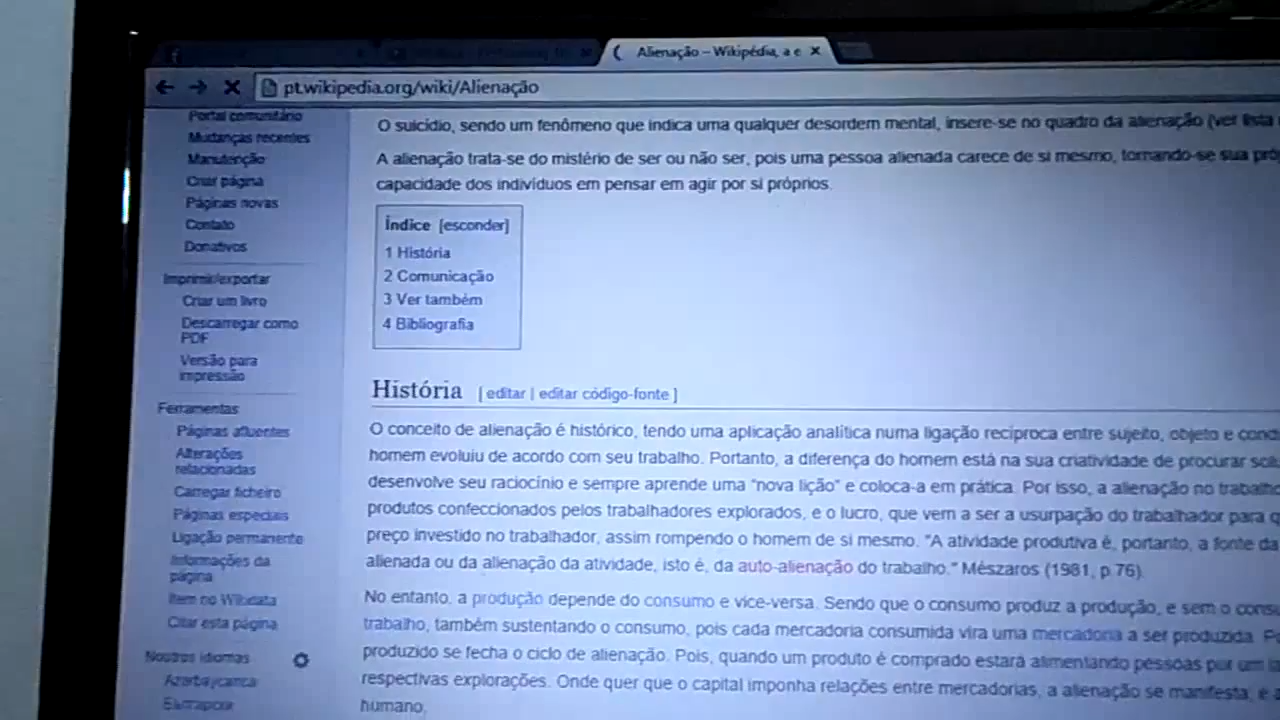 Alienação – Wikipédia, a e
pt.wikipedia.org/wiki/Alienação
Portal comunitário
Mudanças recentes
Manutenção
Criar página
Páginas novas
Contato
Donativos
Imprimir/exportar
Criar um livro
Descarregar como
PDF
Versão para
impressão
Ferramentas
Páginas afluentes
Alterações
relacionadas
Carregar ficheiro
Páginas especiais
Ligação permanente
Informações da
página
Item no Wikidata
Citar esta página
Noutros idiomas
Azərbaycanca
O suicídio, sendo um fenômeno que indica uma qualquer desordem mental, insere-se no quadro da alienação (ver lista
A alienação trata-se do mistério de ser ou não ser, pois uma pessoa alienada carece de si mesmo, tornando-se sua
capacidade dos indivíduos em pensar em agir por si próprios.
Índice [esconder]
1 História
2 Comunicação
3 Ver também
4 Bibliografia
História [ editar | editar código-fonte ]
O conceito de alienação é histórico, tendo uma aplicação analítica numa ligação recíproca entre sujeito, objeto e
homem evoluiu de acordo com seu trabalho. Portanto, a diferença do homem está na sua criatividade de procurar
desenvolve seu raciocínio e sempre aprende uma "nova lição" e coloca-a em prática. Por isso, a alienação no trabalho
produtos confeccionados pelos trabalhadores explorados, e o lucro, que vem a ser a usurpação do trabalhador para
preço investido no trabalhador, assim rompendo o homem de si mesmo. "A atividade produtiva é, portanto, a fonte da
alienada ou da alienação da atividade, isto é, da auto-alienação do trabalho." Mészaros (1981, p.76).
No entanto, a produção depende do consumo e vice-versa. Sendo que o consumo produz a produção, e sem o
trabalho, também sustentando o consumo, pois cada mercadoria consumida vira uma mercadoria a ser produzida.
produzido se fecha o ciclo de alienação. Pois, quando um produto é comprado estará alimentando pessoas por um
respectivas explorações. Onde quer que o capital imponha relações entre mercadorias, a alienação se manifesta, é
humano.